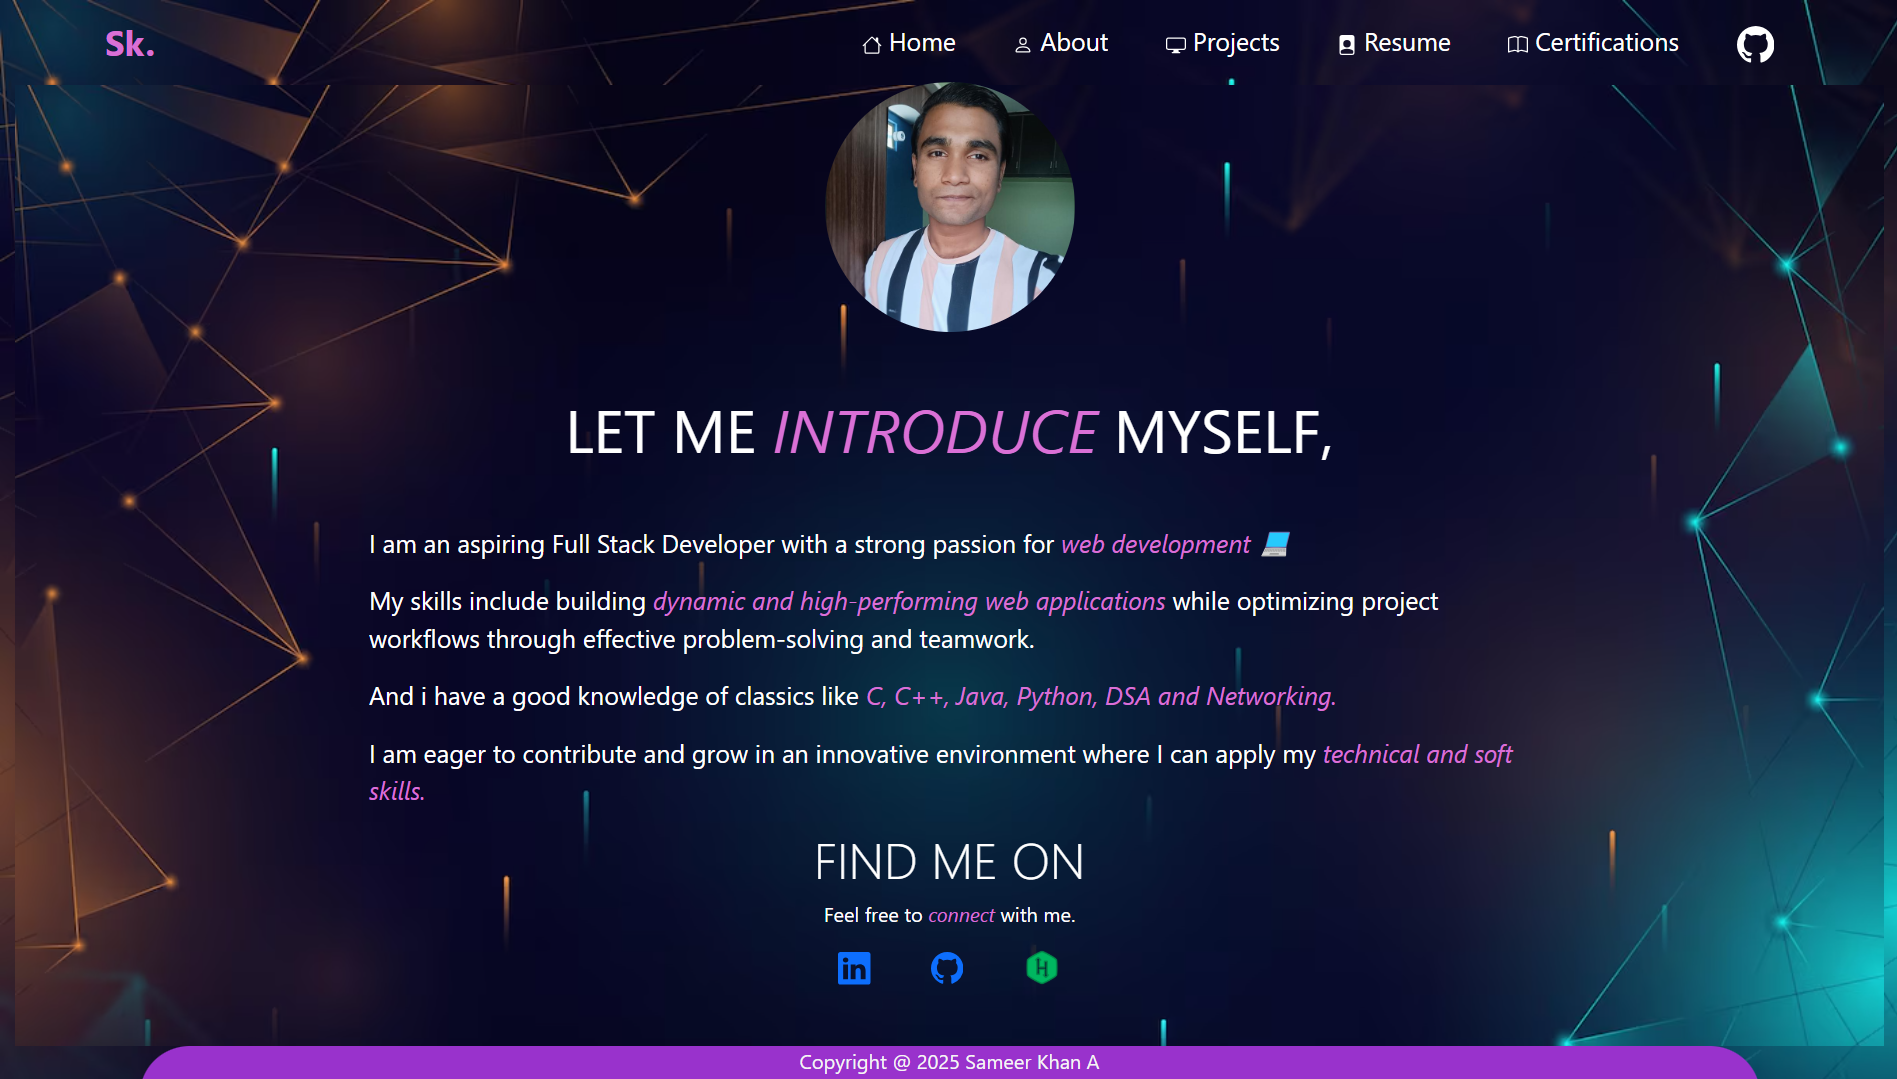 Sk.
Home
About
Projects
Resume
Certifications
LET ME INTRODUCE MYSELF,
I am an aspiring Full Stack Developer with a strong passion for web development
My skills include building dynamic and high-performing web applications while optimizing project
workflows through effective problem-solving and teamwork.
And i have a good knowledge of classics like C, C++, Java, Python, DSA and Networking.
I am eager to contribute and grow in an innovative environment where I can apply my technical and soft
skills.
FIND ME ON
Feel free to connect with me.
in
H
Copyright @ 2025 Sameer Khan A